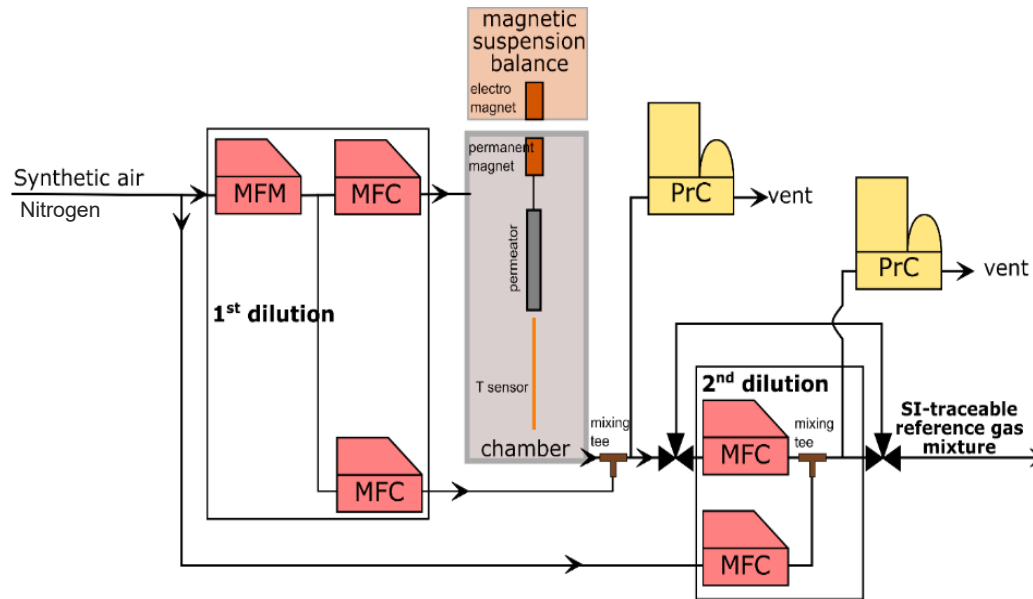 magnetic
suspension
balance
electro
magnet
permanent
magnet
Synthetic air
Nitrogen
MFM
MFC
PrC
vent
permeator
PrC
vent
1st dilution
T sensor
2nd dilution
mixing
tee
chamber
MFC
mixing
tee
MFC
SI-traceable
reference gas
mixture
MFC